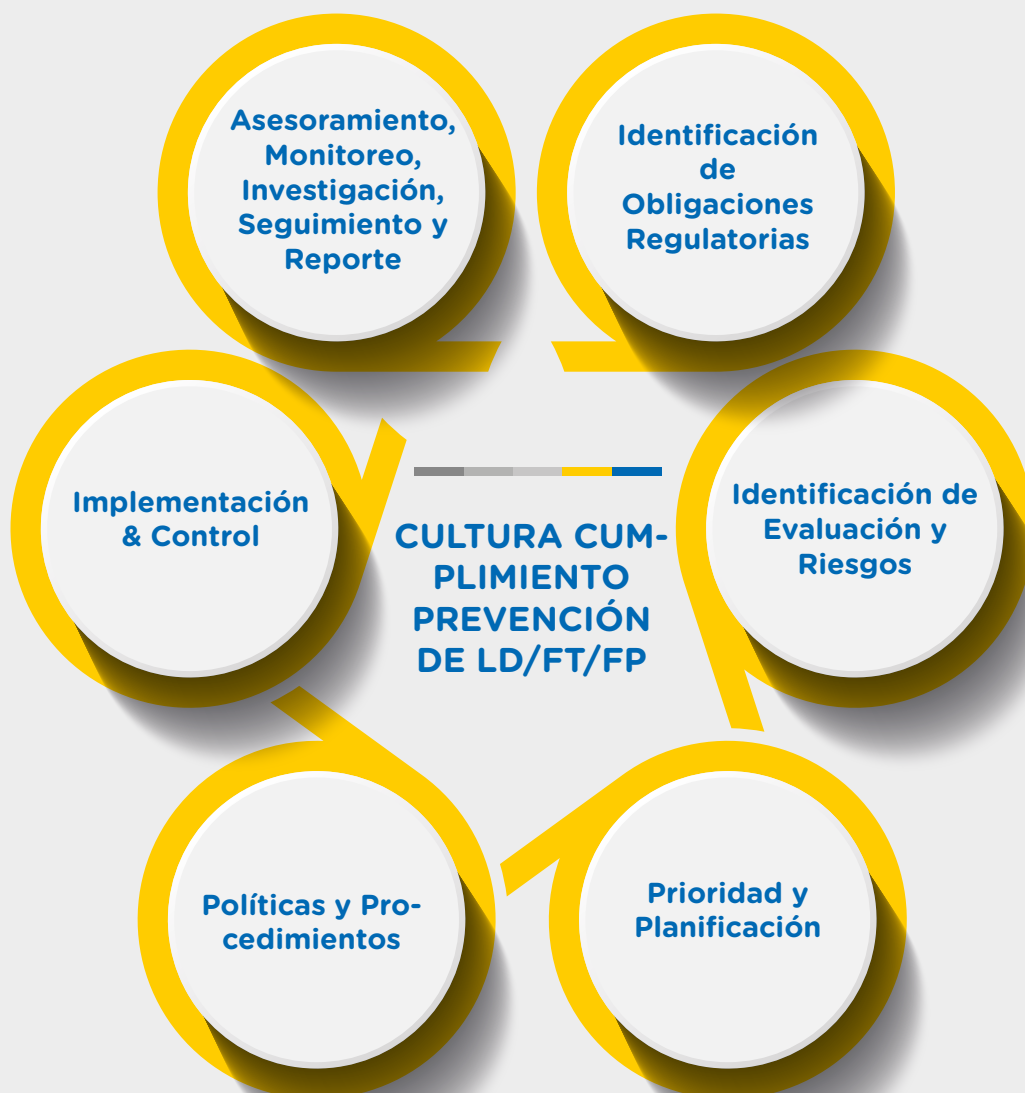 Asesoramiento,
Monitoreo,
Investigación,
Seguimiento y
Reporte
Identificación
de
Obligaciones
Regulatorias
Implementación
& Control
CULTURA CUM-
PLIMIENTO
PREVENCIÓN
DE LD/FT/FP
Identificación de
Evaluación y
Riesgos
Políticas y Pro-
cedimientos
Prioridad y
Planificación